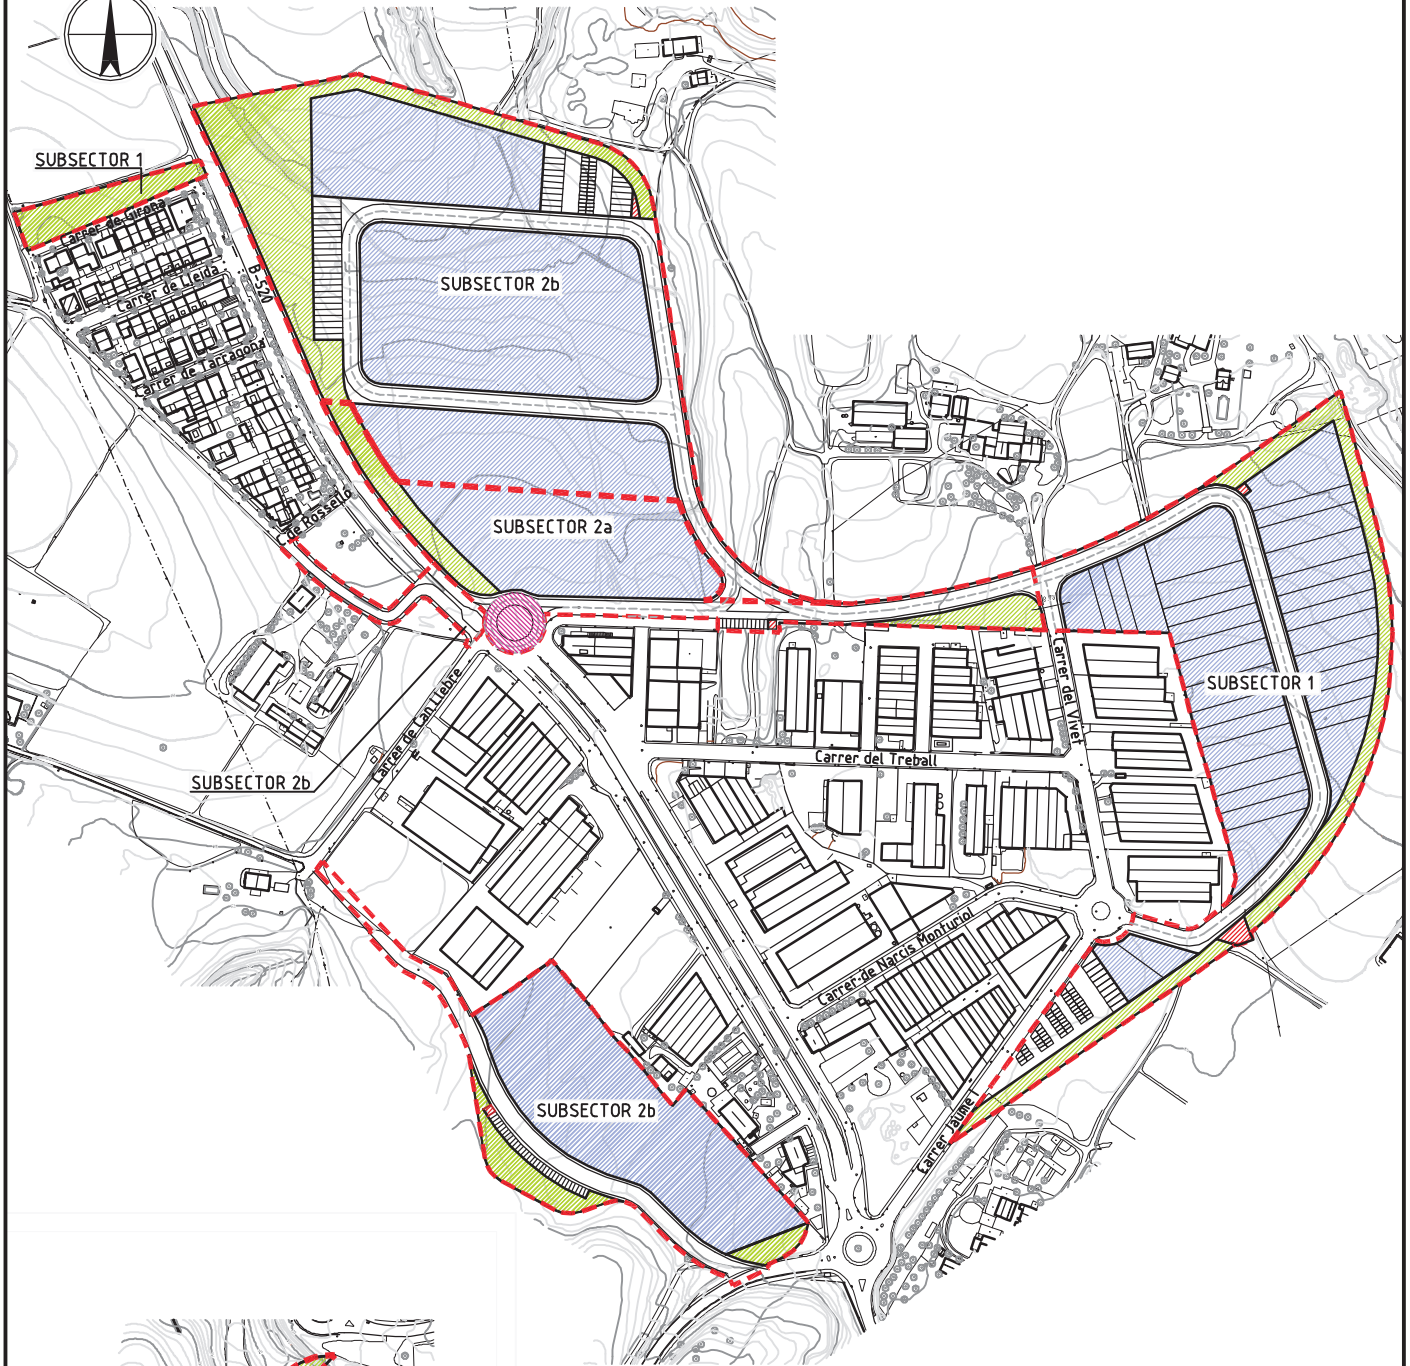 SUBSECTOR 1
Carrer de Girona
B-520
Carrer de Lleida
SUBSECTOR 2b
Carrer de Tarragona
C. de Rosselló
SUBSECTOR 2a
Carrer del Vivet
SUBSECTOR 1
Carrer de Can Llebre
Carrer del Treball
SUBSECTOR 2b
Carrer de Narcís Monturiol
SUBSECTOR 2b
Carrer Jaume I